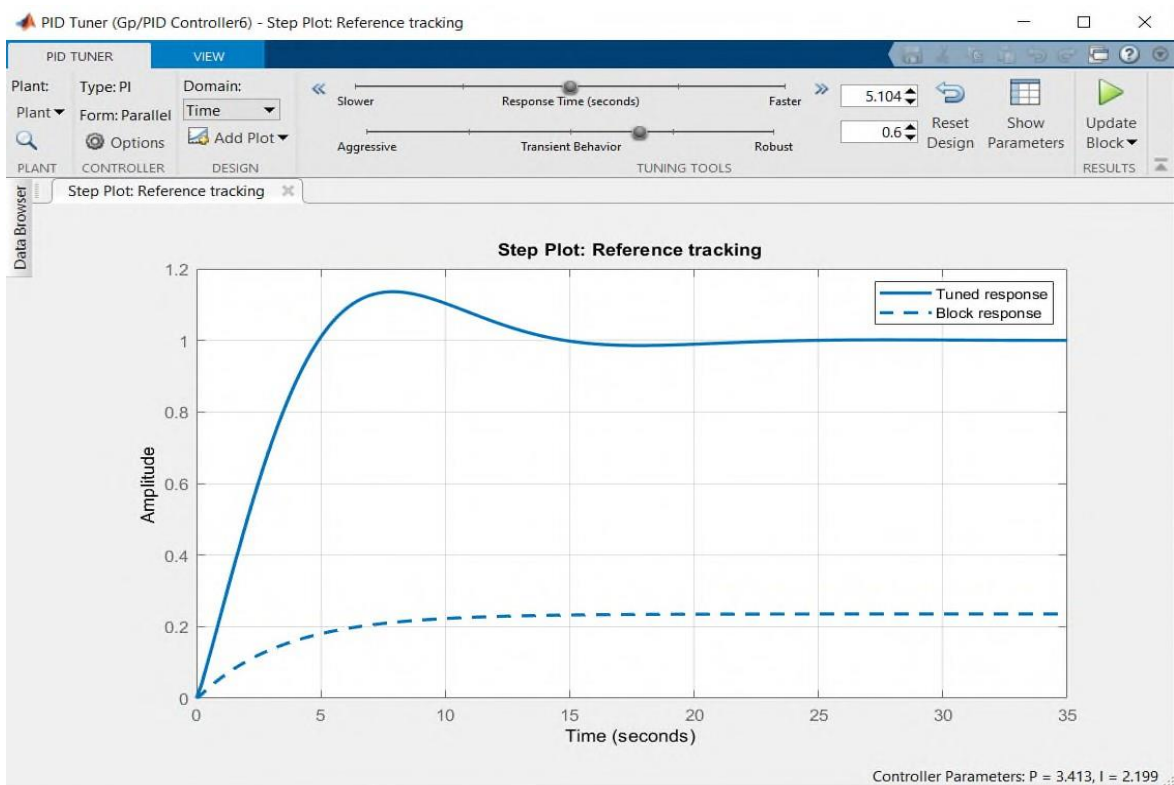 PID Tuner (Gp/PID Controller6) - Step Plot: Reference tracking
PID TUNER
VIEW
Plant:
Plant
PLANT
Type: PI
Form: Parallel
Options
CONTROLLER
Domain:
Time
Add Plot
DESIGN
Slower
Response Time (seconds)
Faster
5.104
Aggressive
Transient Behavior
Robust
0.6
TUNING TOOLS
Reset
Design
Show
Parameters
Update
Block
RESULTS
Data Browser
Step Plot: Reference tracking
Step Plot: Reference tracking
Tuned response
Block response
Amplitude
1.2
1
0.8
0.6
0.4
0.2
0
0 5 10 15 20 25 30 35
Time (seconds)
Controller Parameters: P = 3.413, I = 2.199